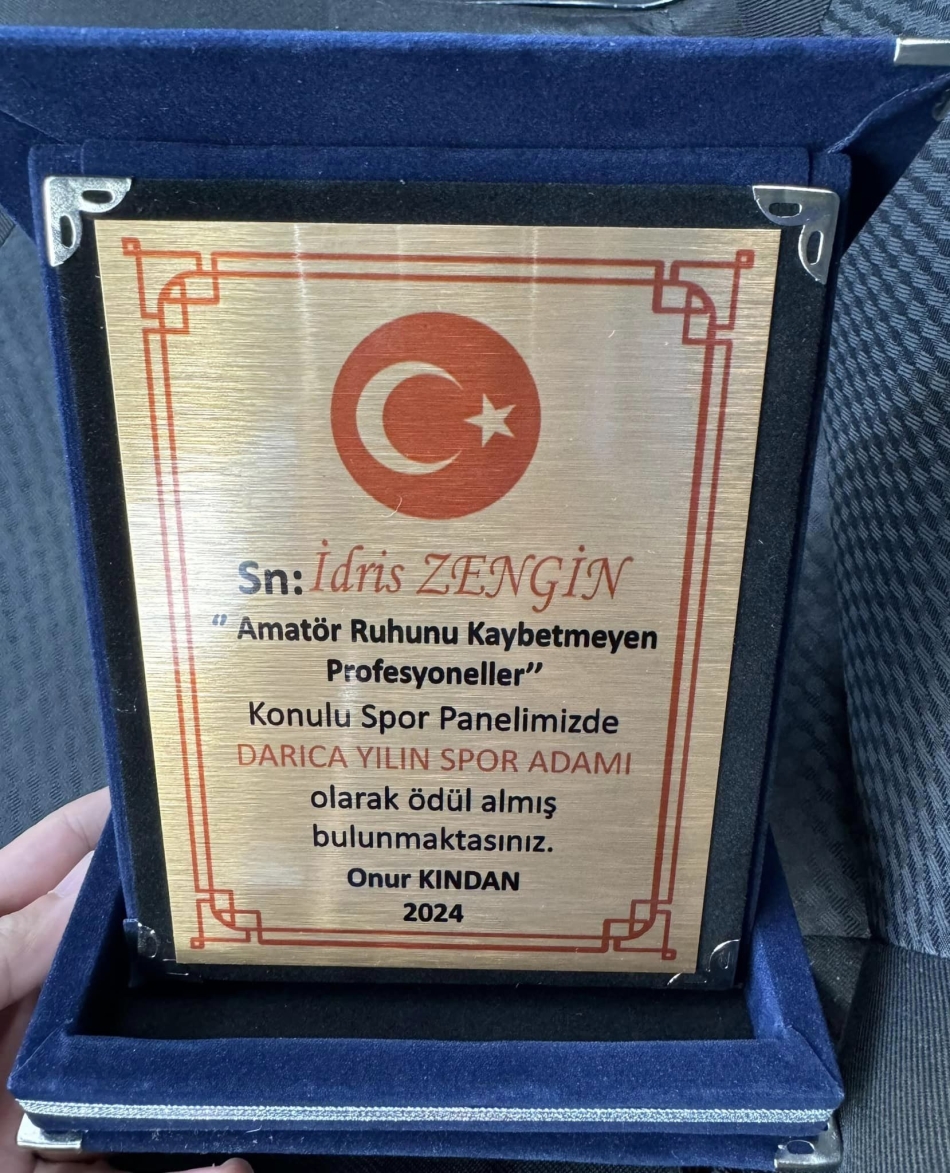 Sn: İdris ZENGİN
“ Amatör Ruhunu Kaybetmeyen
Profesyoneller”
Konulu Spor Panelimizde
DARICA YILIN SPOR ADAMI
olarak ödül almış
bulunmaktasınız.
Onur KINDAN
2024